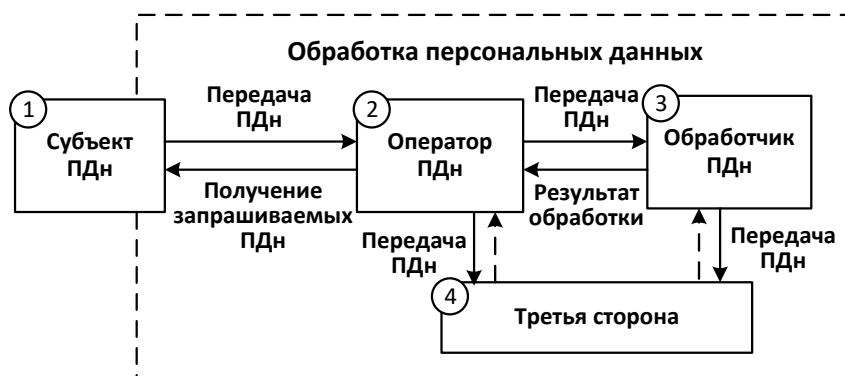 Обработка персональных данных
1
Субъект
ПДн
Передача
ПДн
Получение
запрашиваемых
ПДн
2
Оператор
ПДн
Передача
ПДн
Результат
обработки
3
Обработчик
ПДн
Передача
ПДн
Передача
ПДн
4
Третья сторона